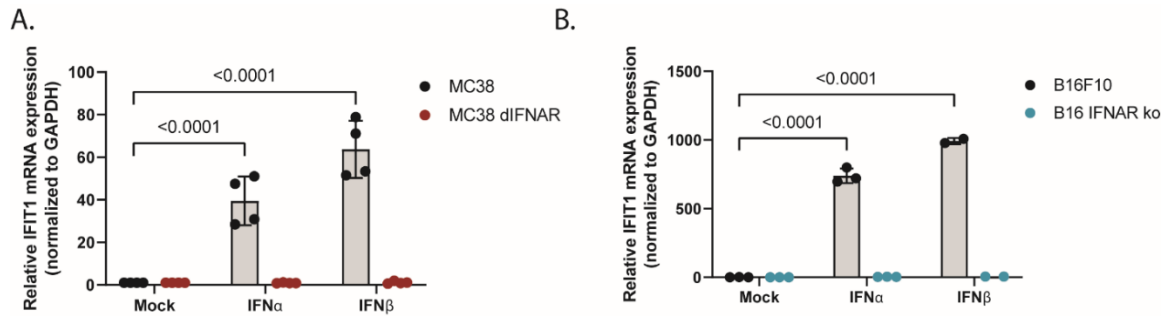 A.
Relative IFIT1 mRNA expression
(normalized to GAPDH)
100
80
60
40
20
0
<0.0001
<0.0001
Mock
IFNα
IFNβ
MC38
MC38 dIFNAR
B.
Relative IFIT1 mRNA expression
(normalized to GAPDH)
1500
1000
500
0
<0.0001
<0.0001
Mock
IFNα
IFNβ
B16F10
B16 IFNAR ko